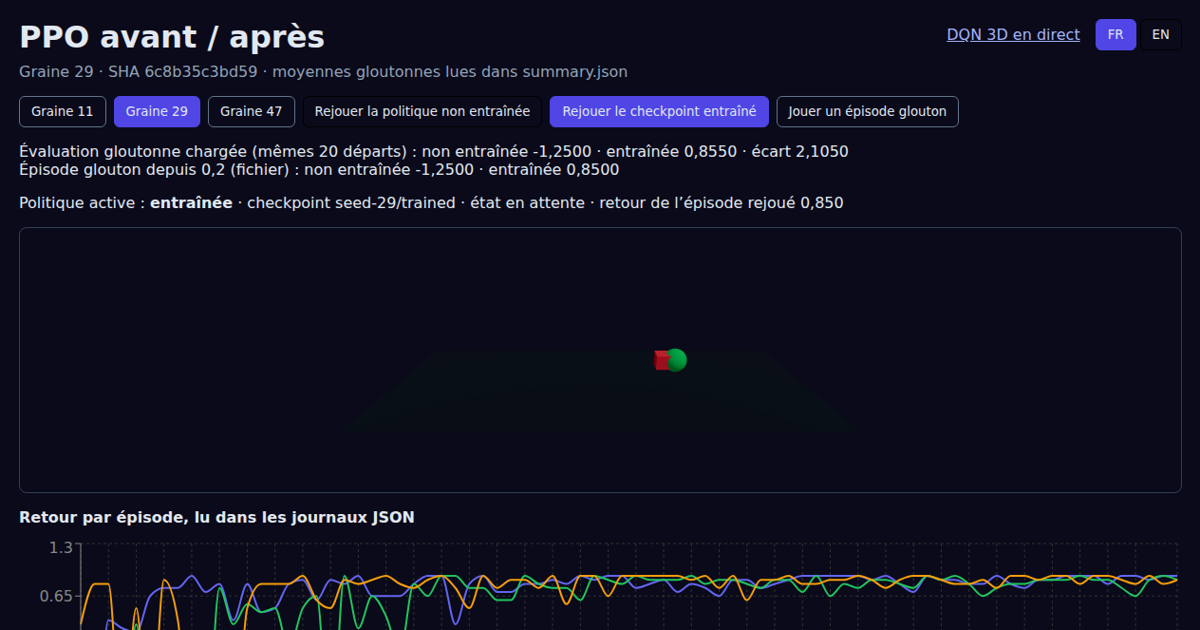 PPO avant / après
DQN 3D en direct
FR
EN
Graine 29 · SHA 6c8b35c3bd59 · moyennes gloutonnes lues dans summary.json
Graine 11
Graine 29
Graine 47
Rejouer la politique non entraînée
Rejouer le checkpoint entraîné
Jouer un épisode glouton
Évaluation gloutonne chargée (mêmes 20 départs) : non entraînée -1,2500 · entraînée 0,8550 · écart 2,1050
Épisode glouton depuis 0,2 (fichier) : non entraînée -1,2500 · entraînée 0,8500
Politique active : entraînée · checkpoint seed-29/trained · état en attente · retour de l’épisode rejoué 0,850
Retour par épisode, lu dans les journaux JSON
1.3
0.65